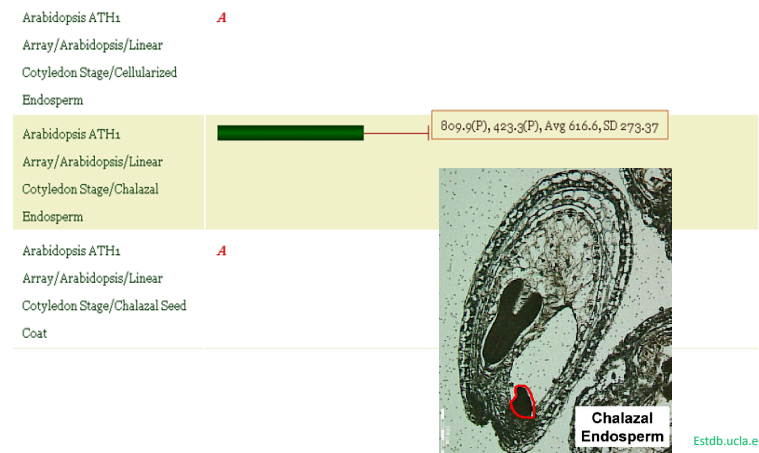 Arabidopsis ATH1
A
Array/Arabidopsis/Linear
Cotyledon Stage/Cellularized
Endosperm
Arabidopsis ATH1
809.9(P), 423.3(P), Avg 616.6, SD 273.37
Array/Arabidopsis/Linear
Cotyledon Stage/Chalazal
Endosperm
Arabidopsis ATH1
A
Array/Arabidopsis/Linear
Cotyledon Stage/Chalazal Seed
Coat
Chalazal
Endosperm
Estdb.ucla.e